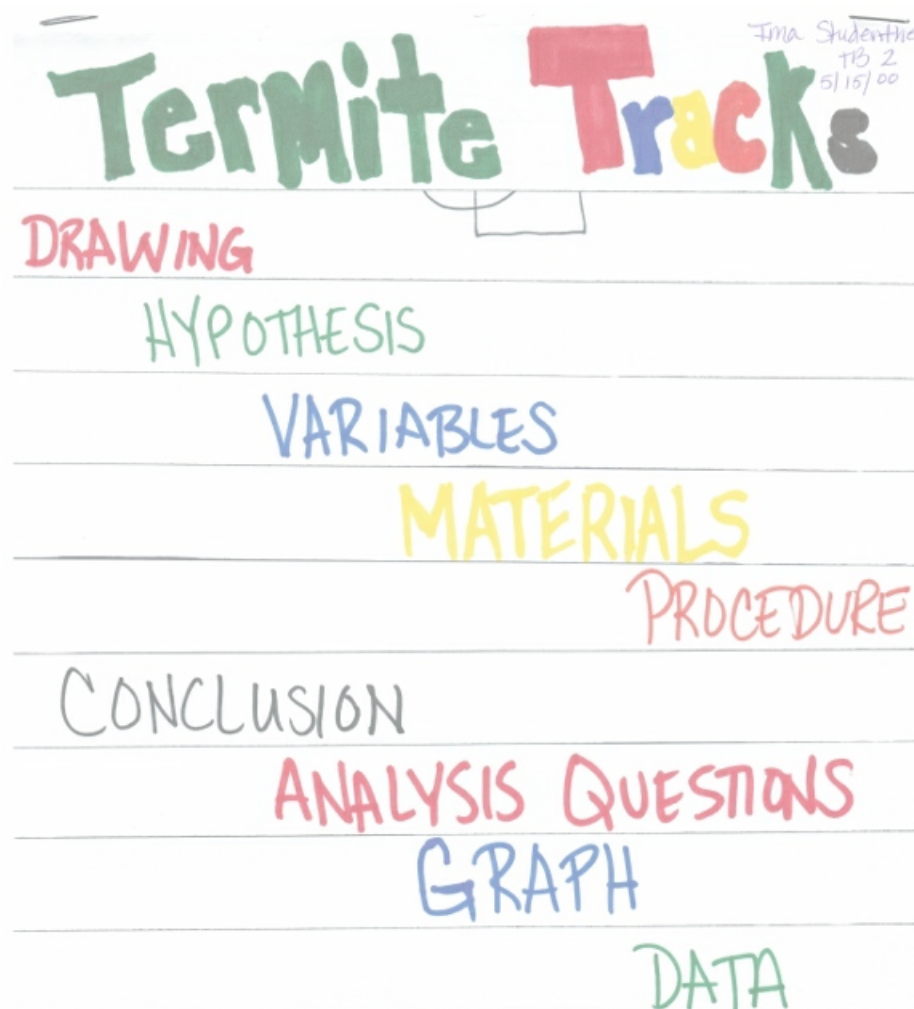 Ima Studenthe
TB 2
5/15/00
Termite Tracks
DRAWING
HYPOTHESIS
VARIABLES
MATERIALS
PROCEDURE
CONCLUSION
ANALYSIS QUESTIONS
GRAPH
DATA